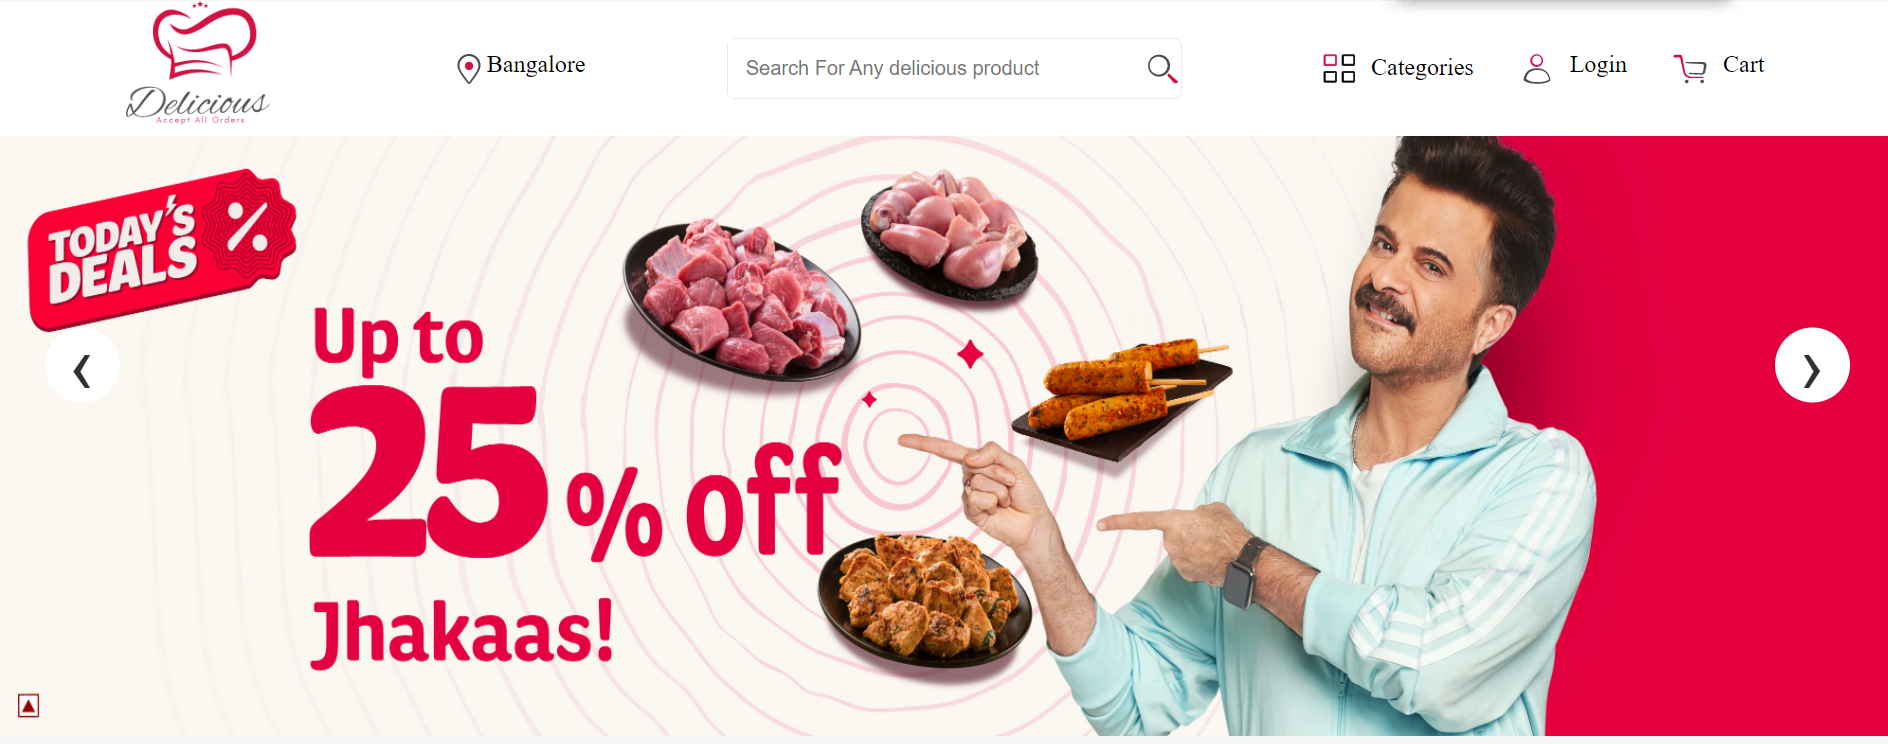 Delicious
Accept All Orders
Bangalore
Search For Any delicious product
Categories
Login
Cart
TODAY'S
DEALS
%
Up to
25% off
Jhakaas!